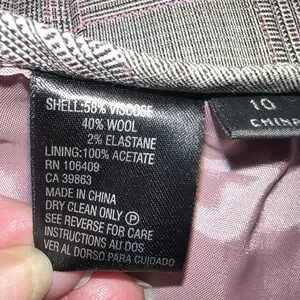 SHELL:58% VISCOSE
40% WOOL
2% ELASTANE
LINING:100% ACETATE
RN 106409
CA 39863
MADE IN CHINA
DRY CLEAN ONLY Ⓟ
SEE REVERSE FOR CARE
INSTRUCTIONS AU DOS
VER AL DORSO PARA CUIDADO
10
CHINA